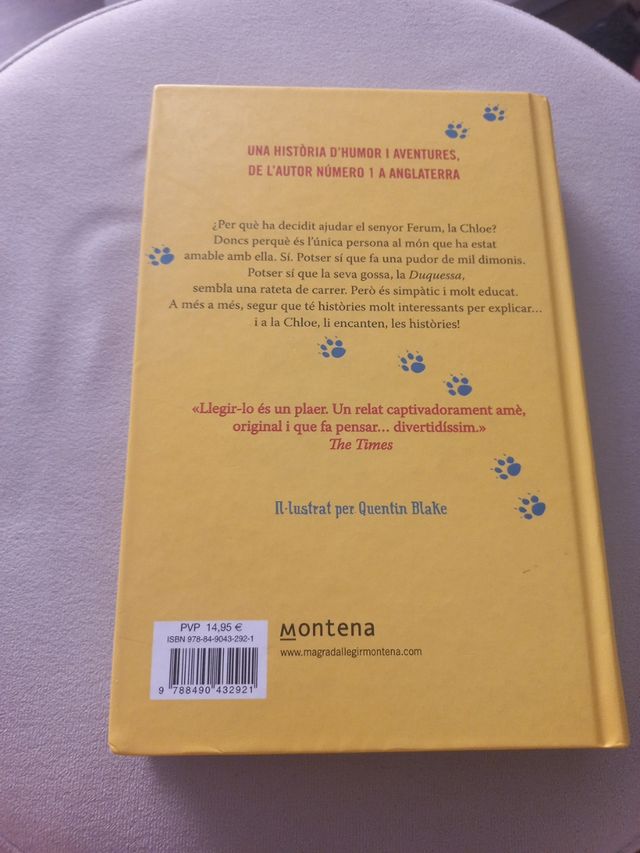 UNA HISTÒRIA D'HUMOR I AVENTURES,
DE L'AUTOR NÚMERO 1 A ANGLATERRA
¿Per què ha decidit ajudar el senyor Ferum, la Chloe?
Doncs perquè és l'única persona al món que ha estat
amable amb ella. Sí. Potser sí que fa una pudor de mil dimonis.
Potser sí que la seva gossa, la Duquessa,
sembla una rateta de carrer. Però és simpàtic i molt educat.
A més a més, segur que té històries molt interessants per explicar...
i a la Chloe, li encanten, les històries!
«Llegir-lo és un plaer. Un relat captivadorament amè,
original i que fa pensar... divertidíssim.»
The Times
Il·lustrat per Quentin Blake
PVP 14,95 €
ISBN 978-84-9043-292-1
9 788490 432921
Montena
www.magradallegirmontena.com